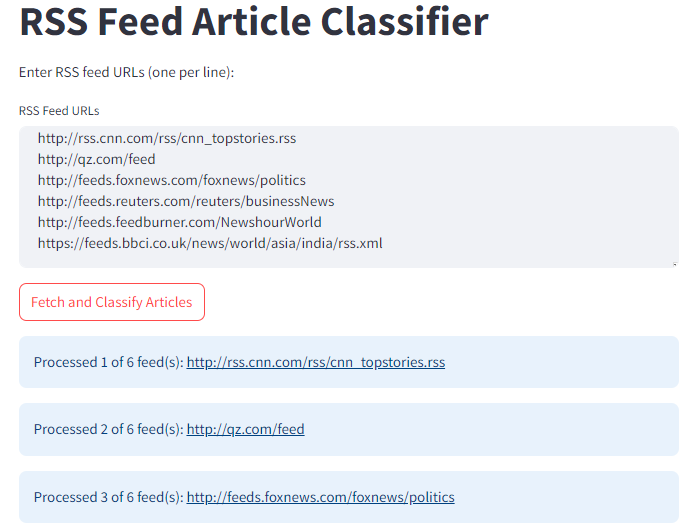 RSS Feed Article Classifier
Enter RSS feed URLs (one per line):
RSS Feed URLs
http://rss.cnn.com/rss/cnn_topstories.rss
http://qz.com/feed
http://feeds.foxnews.com/foxnews/politics
http://feeds.reuters.com/reuters/businessNews
http://feeds.feedburner.com/NewshourWorld
https://feeds.bbci.co.uk/news/world/asia/india/rss.xml
Fetch and Classify Articles
Processed 1 of 6 feed(s): http://rss.cnn.com/rss/cnn_topstories.rss
Processed 2 of 6 feed(s): http://qz.com/feed
Processed 3 of 6 feed(s): http://feeds.foxnews.com/foxnews/politics